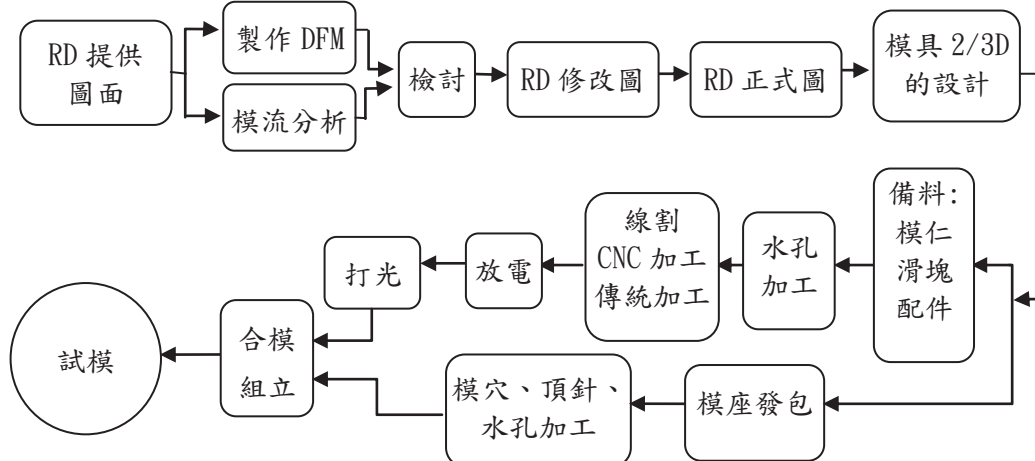 RD 提供
圖面
製作 DFM
模流分析
檢討
RD 修改圖
RD 正式圖
模具 2/3D
的設計
備料:
模仁
滑塊
配件
水孔
加工
線割
CNC 加工
傳統加工
放電
打光
模座發包
模穴、頂針、
水孔加工
合模
組立
試模